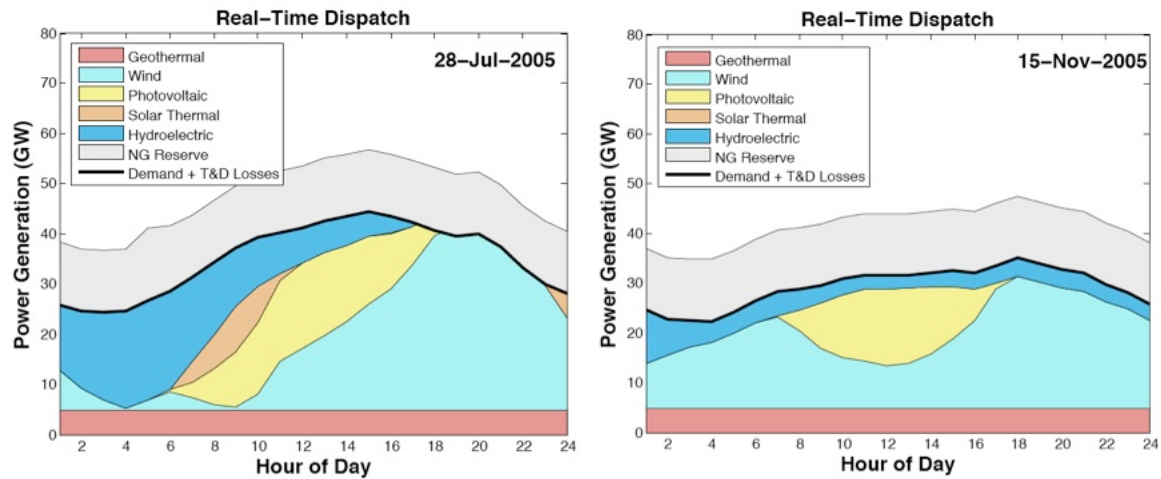 Real-Time Dispatch
80
70
60
50
40
30
20
10
0
Power Generation (GW)
Geothermal
Wind
Photovoltaic
Solar Thermal
Hydroelectric
NG Reserve
Demand + T&D Losses
28-Jul-2005
2 4 6 8 10 12 14 16 18 20 22 24
Hour of Day
Real-Time Dispatch
80
70
60
50
40
30
20
10
0
Power Generation (GW)
Geothermal
Wind
Photovoltaic
Solar Thermal
Hydroelectric
NG Reserve
Demand + T&D Losses
15-Nov-2005
2 4 6 8 10 12 14 16 18 20 22 24
Hour of Day